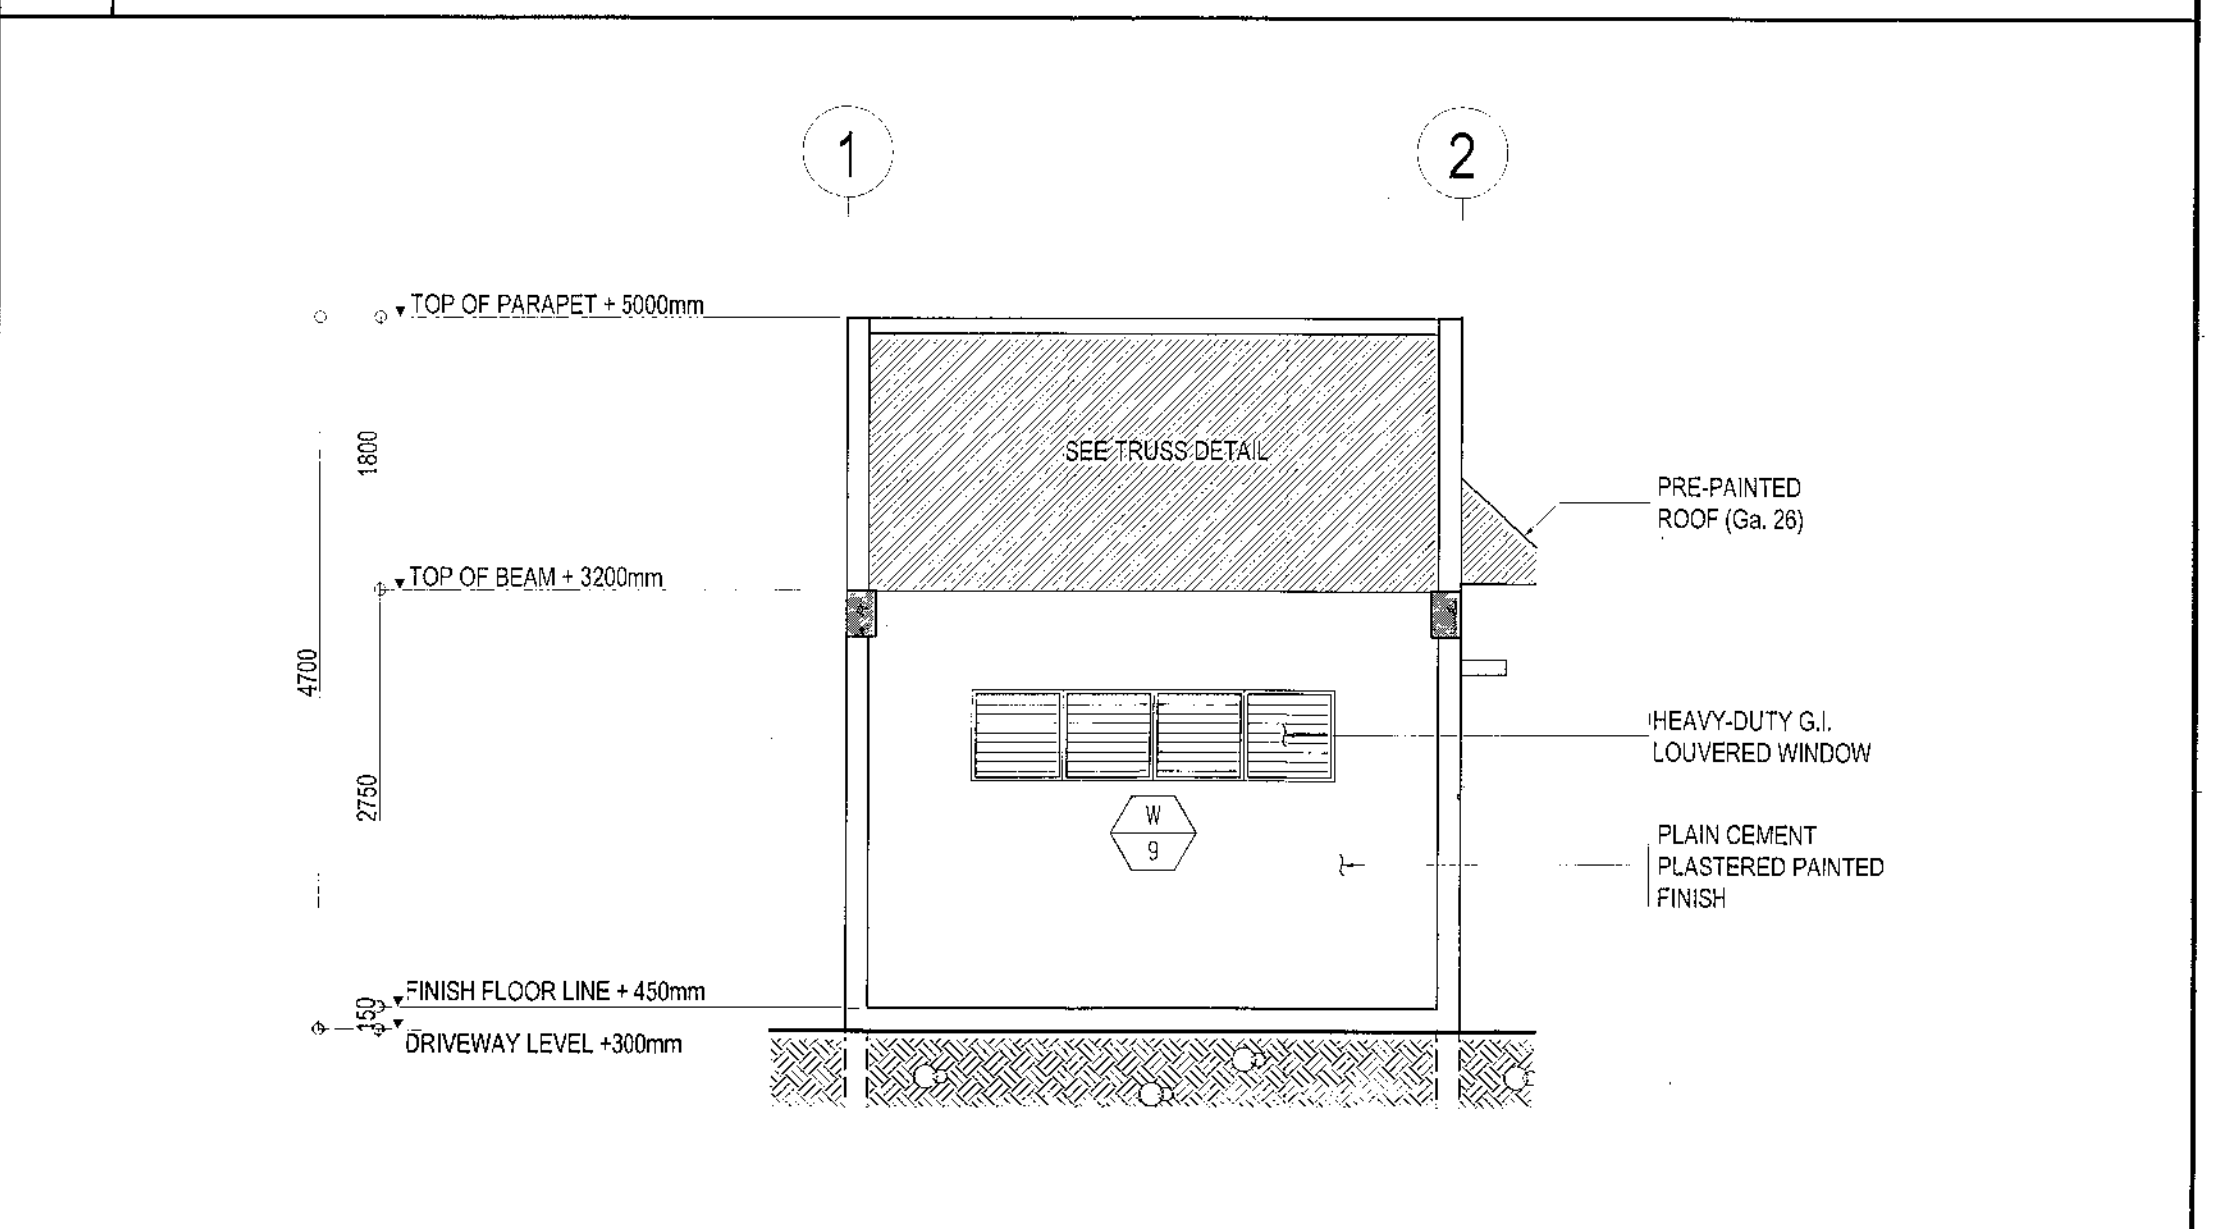 1
2
TOP OF PARAPET + 5000mm
1800
SEE TRUSS DETAIL
PRE-PAINTED
ROOF (Ga. 26)
TOP OF BEAM + 3200mm
4700
2750
HEAVY-DUTY G.I.
LOUVERED WINDOW
W
9
PLAIN CEMENT
PLASTERED PAINTED
FINISH
FINISH FLOOR LINE + 450mm
150
DRIVEWAY LEVEL +300mm